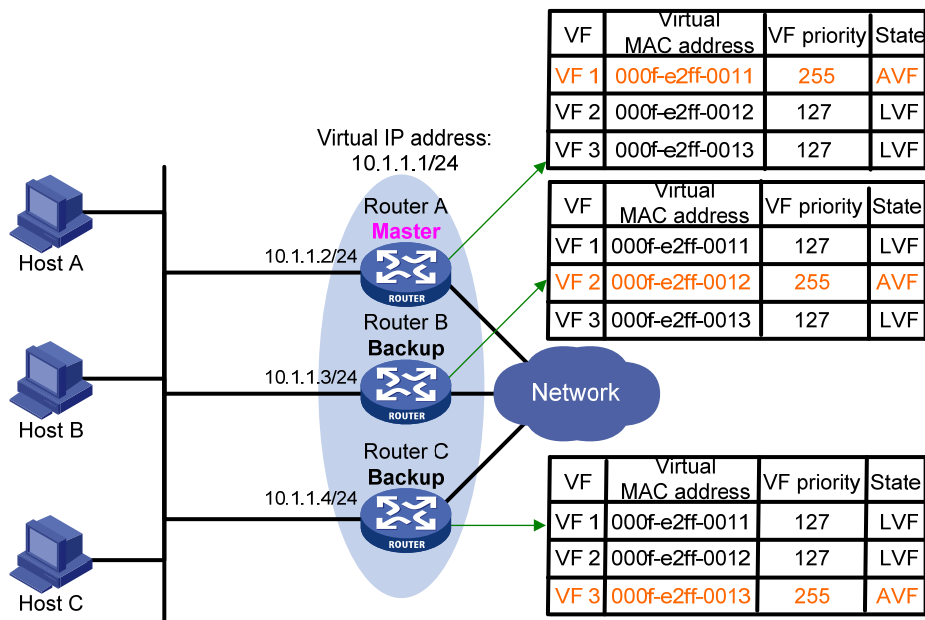 Virtual IP address:
10.1.1.1/24
Host A
Host B
Host C
10.1.1.2/24
Router A
Master
ROUTER
10.1.1.3/24
Router B
Backup
ROUTER
10.1.1.4/24
Router C
Backup
ROUTER
Network
VF Virtual MAC address VF priority State
VF 1 000f-e2ff-0011 255 AVF
VF 2 000f-e2ff-0012 127 LVF
VF 3 000f-e2ff-0013 127 LVF
VF Virtual MAC address VF priority State
VF 1 000f-e2ff-0011 127 LVF
VF 2 000f-e2ff-0012 255 AVF
VF 3 000f-e2ff-0013 127 LVF
VF Virtual MAC address VF priority State
VF 1 000f-e2ff-0011 127 LVF
VF 2 000f-e2ff-0012 127 LVF
VF 3 000f-e2ff-0013 255 AVF